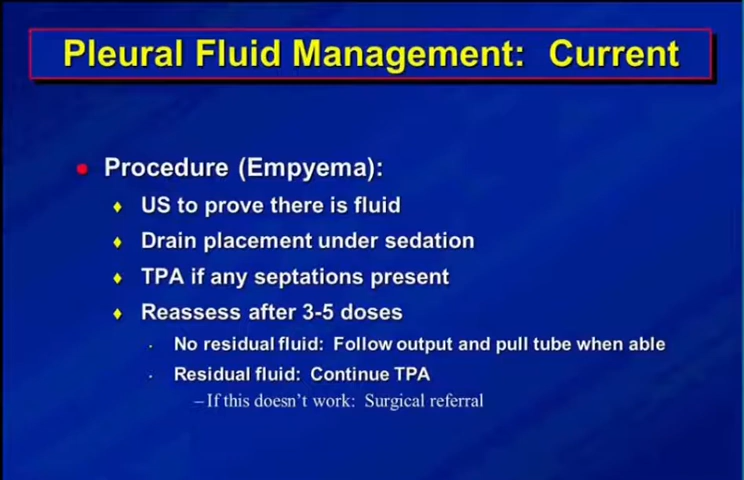 Pleural Fluid Management:  Current
Procedure (Empyema):
US to prove there is fluid
Drain placement under sedation
TPA if any septations present
Reassess after 3-5 doses
No residual fluid:  Follow output and pull tube when able
Residual fluid:  Continue TPA
–If this doesn't work:  Surgical referral